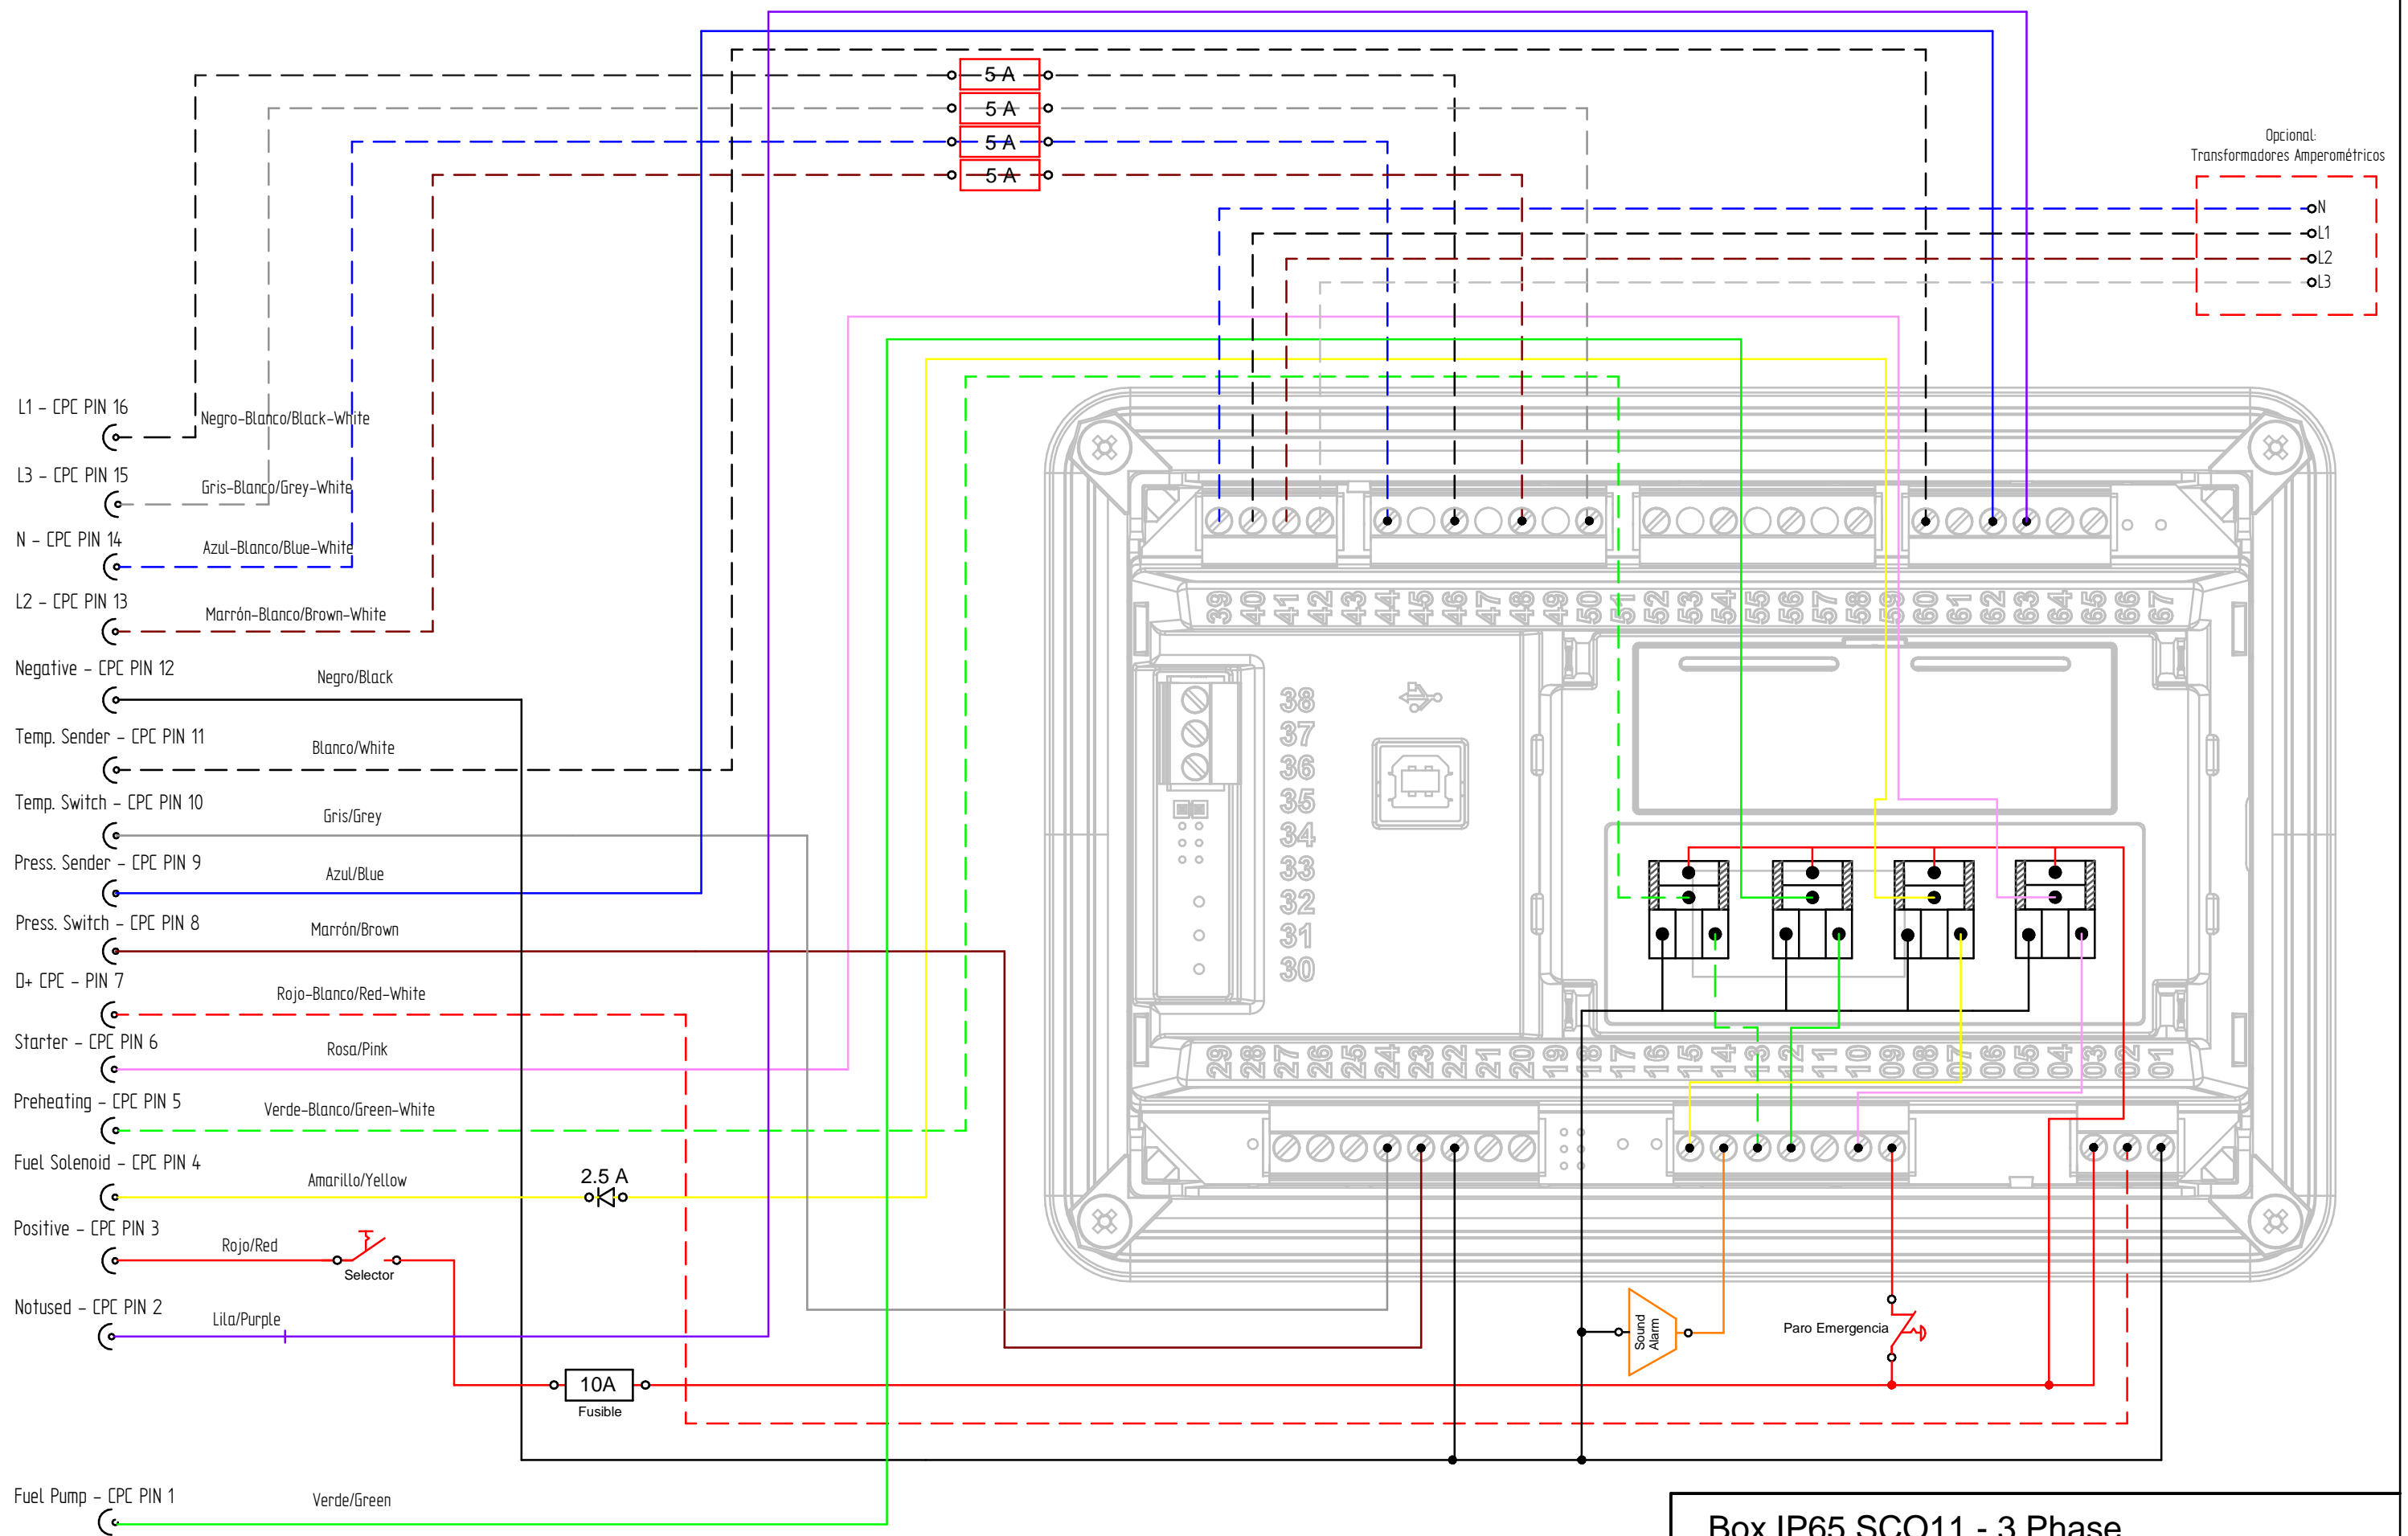 5 A
5 A
5 A
5 A
Opcional:
Transformadores Amperométricos
N
L1
L2
L3
L1 - CPC PIN 16
Negro-Blanco/Black-White
L3 - CPC PIN 15
Gris-Blanco/Grey-White
N - CPC PIN 14
Azul-Blanco/Blue-White
L2 - CPC PIN 13
Marrón-Blanco/Brown-White
Negative - CPC PIN 12
Negro/Black
Temp. Sender - CPC PIN 11
Blanco/White
Temp. Switch - CPC PIN 10
Gris/Grey
Press. Sender - CPC PIN 9
Azul/Blue
Press. Switch - CPC PIN 8
Marrón/Brown
D+ CPC - PIN 7
Rojo-Blanco/Red-White
Starter - CPC PIN 6
Rosa/Pink
Preheating - CPC PIN 5
Verde-Blanco/Green-White
Fuel Solenoid - CPC PIN 4
Amarillo/Yellow
2.5 A
Positive - CPC PIN 3
Rojo/Red
Selector
Notused - CPC PIN 2
Lila/Purple
10A
Fusible
Fuel Pump - CPC PIN 1
Verde/Green
39 40 41 42 43 44 45 46 47 48 49 50 51 52 53 54 55 56 57 58 59 60 61 62 63 64 65 66 67
38
37
36
35
34
33
32
31
30
29 28 27 26 25 24 23 22 21 20 19 18 17 16 15 14 13 12 11 10 09 08 07 06 05 04 03 02 01
Sound
Alarm
Paro Emergencia
Box IP65 SCO11 - 3 Phase